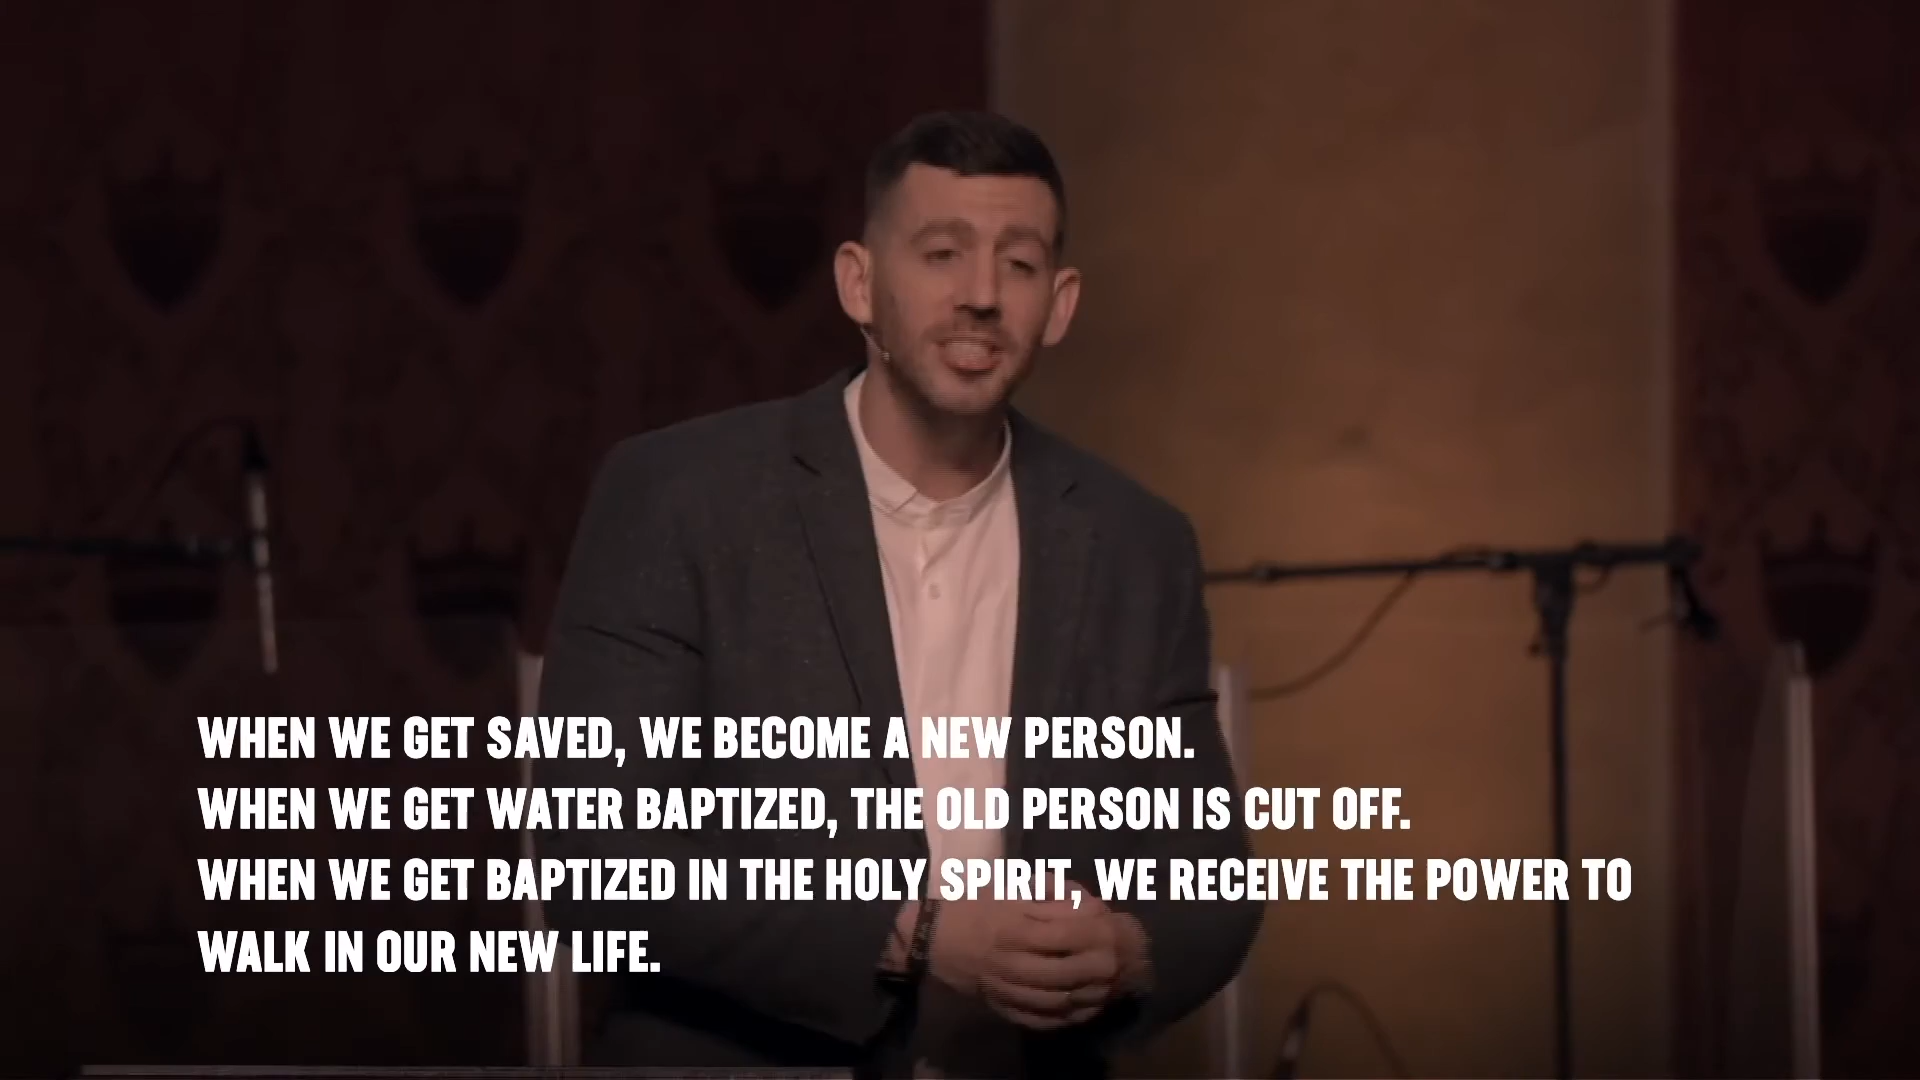 WHEN WE GET SAVED, WE BECOME A NEW PERSON.
WHEN WE GET WATER BAPTIZED, THE OLD PERSON IS CUT OFF.
WHEN WE GET BAPTIZED IN THE HOLY SPIRIT, WE RECEIVE THE POWER TO
WALK IN OUR NEW LIFE.